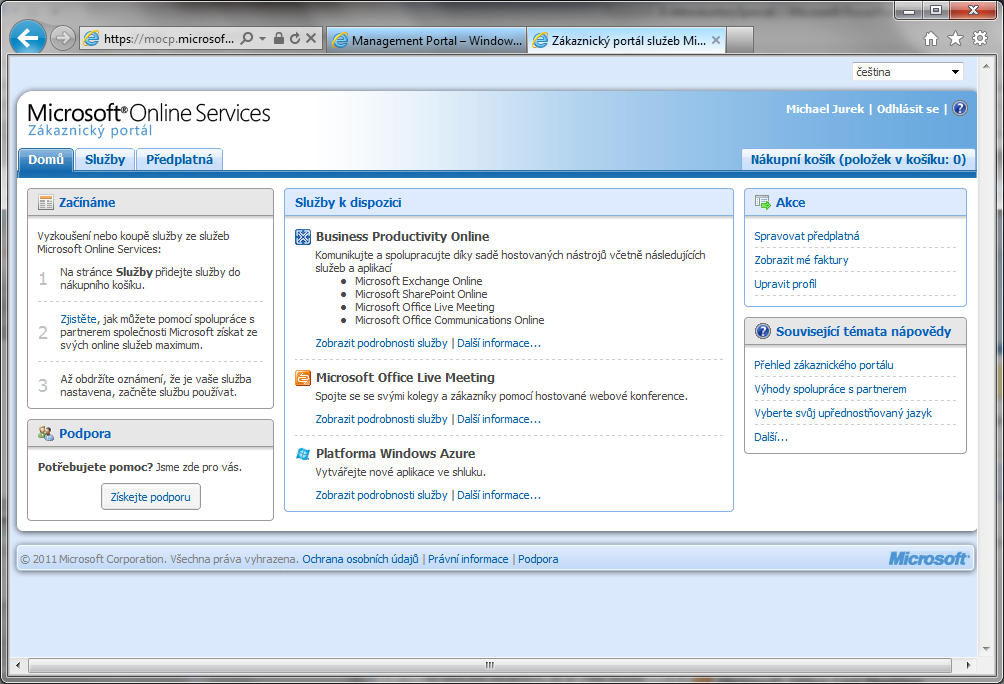 https://mocp.microsof...
Management Portal – Window...
Zákaznický portál služeb Mi...
čeština
Microsoft® Online Services
Zákaznický portál
Michael Jurek | Odhlásit se |
Domů
Služby
Předplatná
Nákupní košík (položek v košíku: 0)
Začínáme
Vyzkoušení nebo koupě služby ze služeb
Microsoft Online Services:
1 Na stránce Služby přidejte služby do
nákupního košíku.
2 Zjistěte, jak můžete pomocí spolupráce s
partnerem společnosti Microsoft získat ze
svých online služeb maximum.
3 Až obdržíte oznámení, že je vaše služba
nastavena, začněte službu používat.
Podpora
Potřebujete pomoc? Jsme zde pro vás.
Získejte podporu
Služby k dispozici
Business Productivity Online
Komunikujte a spolupracujte díky sadě hostovaných nástrojů včetně následujících
služeb a aplikací
• Microsoft Exchange Online
• Microsoft SharePoint Online
• Microsoft Office Live Meeting
• Microsoft Office Communications Online
Zobrazit podrobnosti služby | Další informace...
Microsoft Office Live Meeting
Spojte se se svými kolegy a zákazníky pomocí hostované webové konference.
Zobrazit podrobnosti služby | Další informace...
Platforma Windows Azure
Vytvářejte nové aplikace ve shluku.
Zobrazit podrobnosti služby | Další informace...
Akce
Spravovat předplatná
Zobrazit mé faktury
Upravit profil
Související témata nápovědy
Přehled zákaznického portálu
Výhody spolupráce s partnerem
Vyberte svůj upřednostňovaný jazyk
Další...
© 2011 Microsoft Corporation. Všechna práva vyhrazena. Ochrana osobních údajů | Právní informace | Podpora
Microsoft®